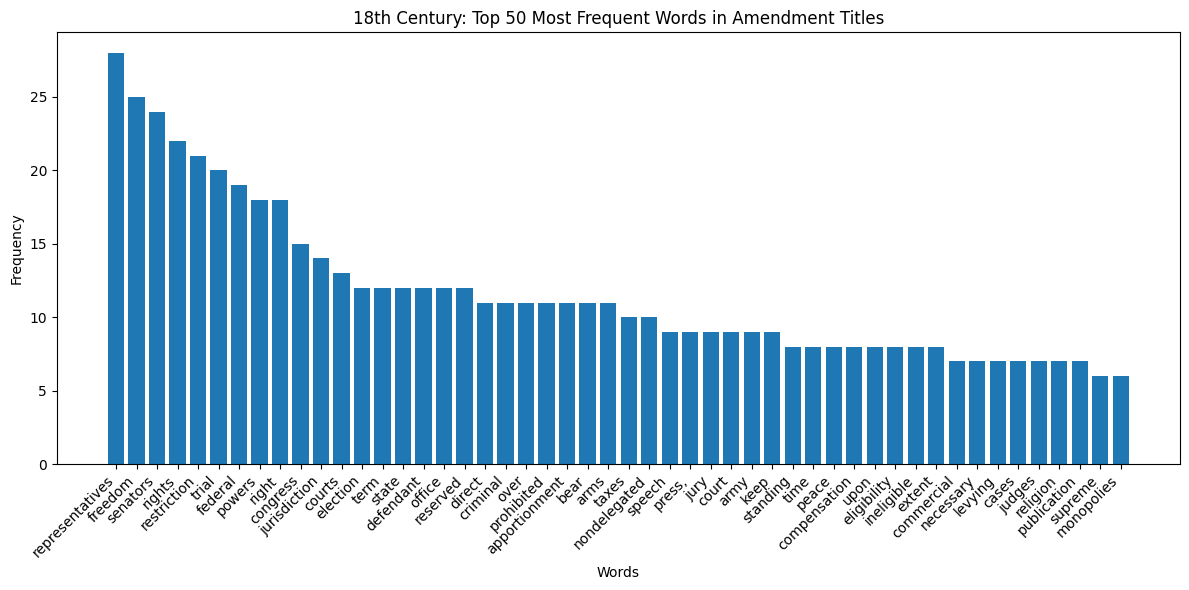 18th Century: Top 50 Most Frequent Words in Amendment Titles
Frequency
25
20
15
10
5
0
representatives
freedom
senators
rights
restriction
trial
federal
powers
right
congress
jurisdiction
courts
election
term
state
defendant
office
reserved
direct
criminal
over
prohibited
apportionment
bear
arms
taxes
nondelegated
speech
press,
jury
court
army
keep
standing
time
peace
compensation
upon
eligibility
ineligible
extent
commercial
necessary
levying
cases
judges
religion
publication
supreme
monopolies
Words